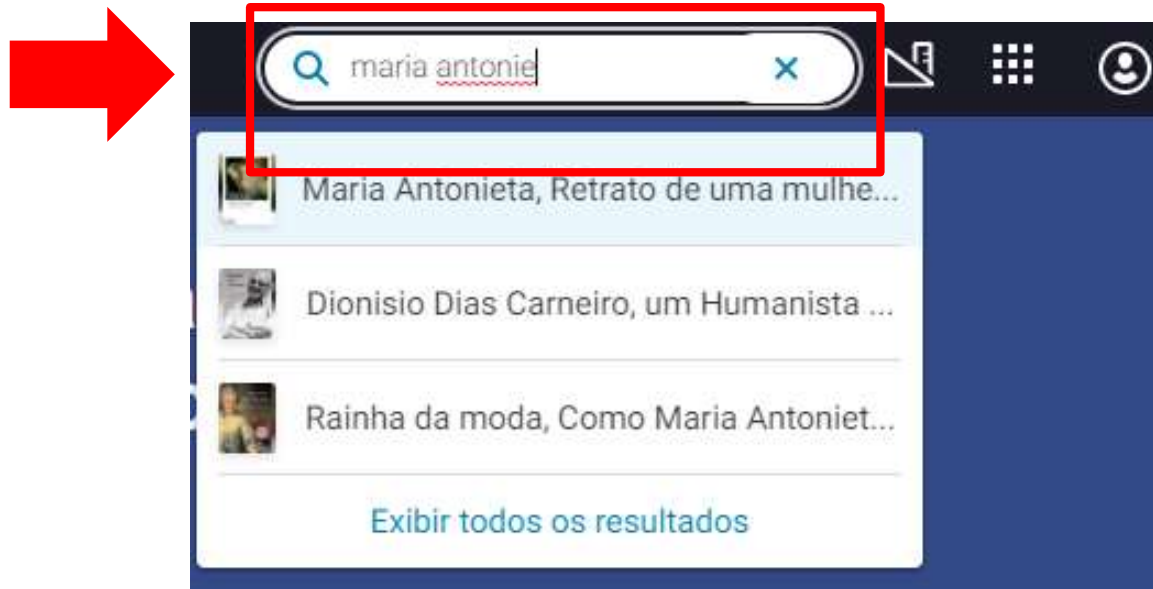 maria antonie
Maria Antonieta, Retrato de uma mulhe...
Dionisio Dias Carneiro, um Humanista ...
Rainha da moda, Como Maria Antoniet...
Exibir todos os resultados